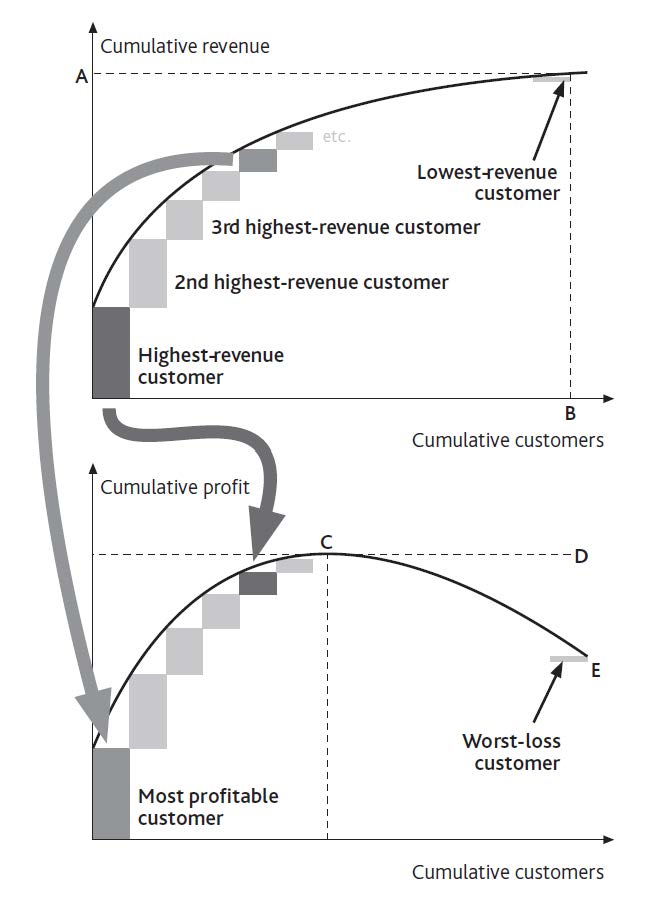 Cumulative revenue
A
etc.
Lowest-revenue
customer
3rd highest-revenue customer
2nd highest-revenue customer
Highest-revenue
customer
B
Cumulative customers
Cumulative profit
C
D
E
Worst-loss
customer
Most profitable
customer
Cumulative customers